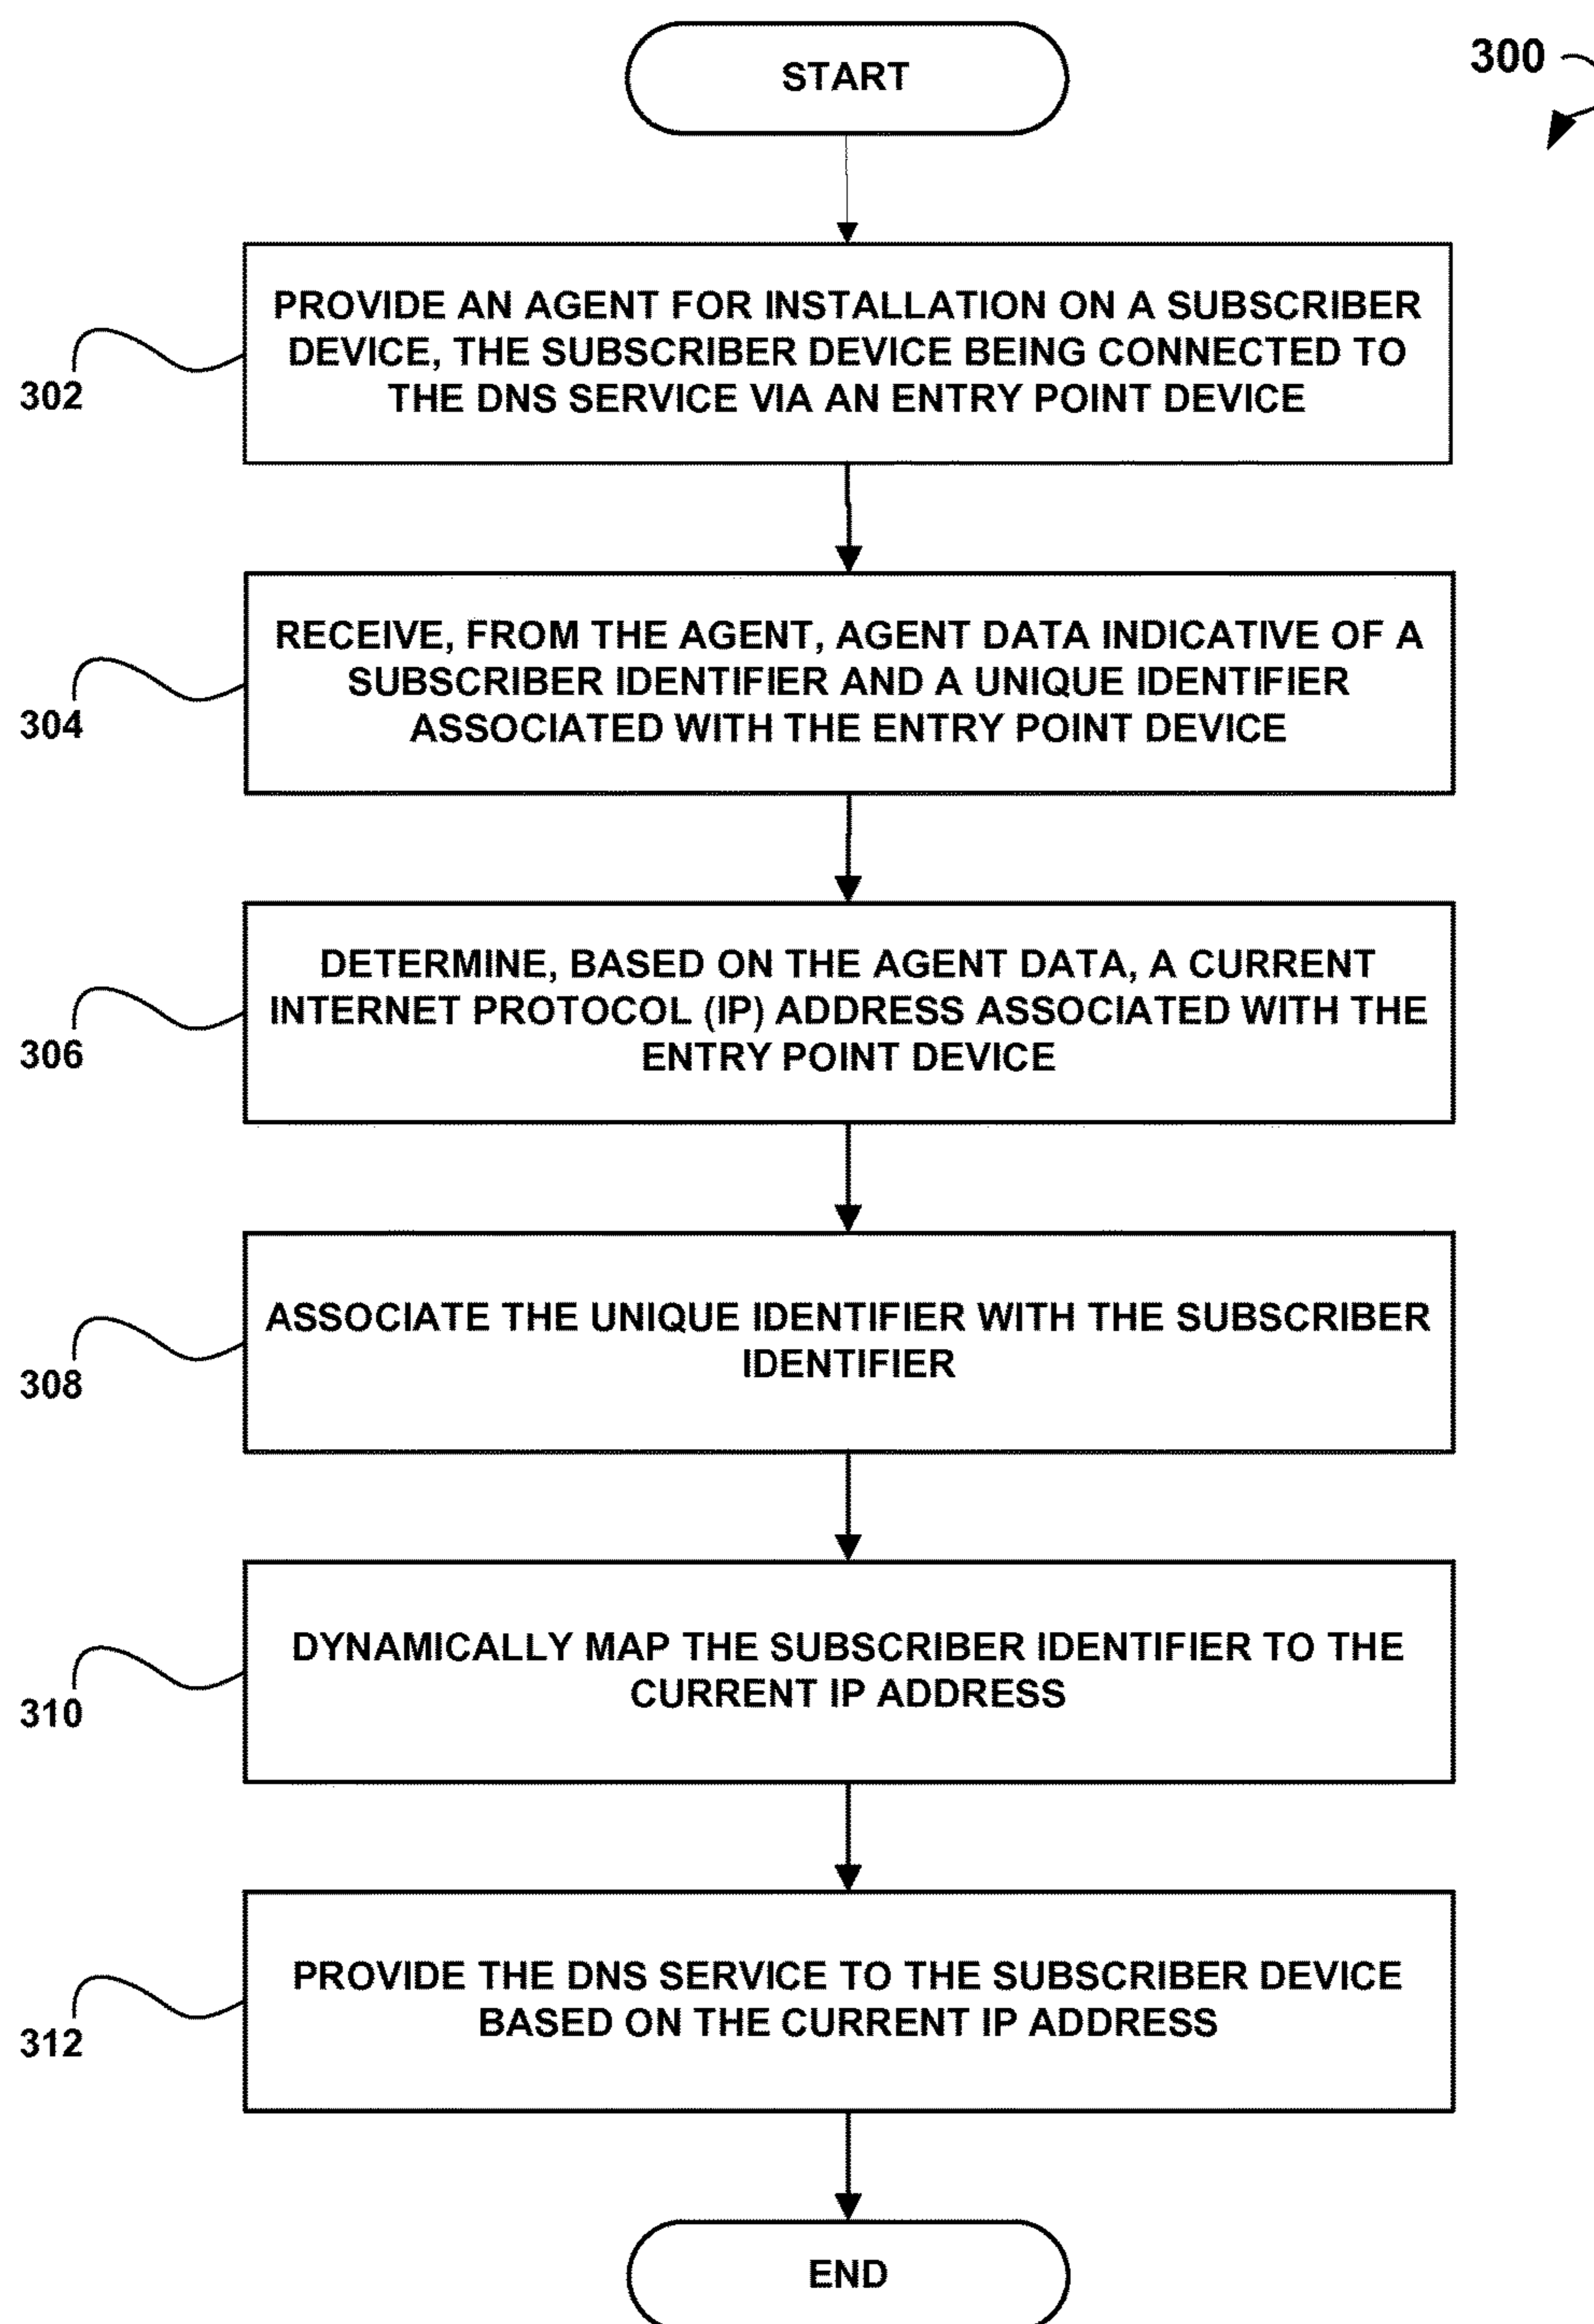 START
300
PROVIDE AN AGENT FOR INSTALLATION ON A SUBSCRIBER
DEVICE, THE SUBSCRIBER DEVICE BEING CONNECTED TO
THE DNS SERVICE VIA AN ENTRY POINT DEVICE
302
RECEIVE, FROM THE AGENT, AGENT DATA INDICATIVE OF A
SUBSCRIBER IDENTIFIER AND A UNIQUE IDENTIFIER
ASSOCIATED WITH THE ENTRY POINT DEVICE
304
DETERMINE, BASED ON THE AGENT DATA, A CURRENT
INTERNET PROTOCOL (IP) ADDRESS ASSOCIATED WITH THE
ENTRY POINT DEVICE
306
ASSOCIATE THE UNIQUE IDENTIFIER WITH THE SUBSCRIBER
IDENTIFIER
308
DYNAMICALLY MAP THE SUBSCRIBER IDENTIFIER TO THE
CURRENT IP ADDRESS
310
PROVIDE THE DNS SERVICE TO THE SUBSCRIBER DEVICE
BASED ON THE CURRENT IP ADDRESS
312
END